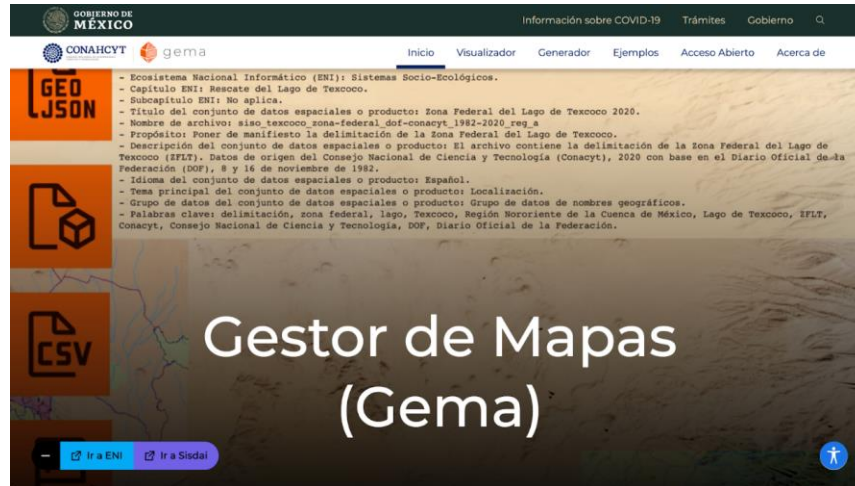 GOBIERNO DE
MÉXICO
Información sobre COVID-19 Trámites Gobierno
CONAHCYT gema
Inicio Visualizador Generador Ejemplos Acceso Abierto Acerca de
GEO
JSON
- Ecosistema Nacional Informático (ENI): Sistemas Socio-Ecológicos.
- Capítulo ENI: Rescate del Lago de Texcoco.
- Subcapítulo ENI: No aplica.
- Título del conjunto de datos espaciales o producto: Zona Federal del Lago de Texcoco 2020.
- Nombre de archivo: siso_texcoco_zona-federal_dof-conacyt_1982-2020_reg_a
- Propósito: Poner de manifiesto la delimitación de la Zona Federal del Lago de Texcoco.
- Descripción del conjunto de datos espaciales o producto: El archivo contiene la delimitación de la Zona Federal del Lago de
Texcoco (ZFLT). Datos de origen del Consejo Nacional de Ciencia y Tecnología (Conacyt), 2020 con base en el Diario Oficial de la
Federación (DOF), 8 y 16 de noviembre de 1982.
- Idioma del conjunto de datos espaciales o producto: Español.
- Tema principal del conjunto de datos espaciales o producto: Localización.
- Grupo de datos del conjunto de datos espaciales o producto: Grupo de datos de nombres geográficos.
- Palabras clave: delimitación, zona federal, lago, Texcoco, Región Nororiente de la Cuenca de México, Lago de Texcoco, ZFLT,
Conacyt, Consejo Nacional de Ciencia y Tecnología, DOF, Diario Oficial de la Federación.
CSV
Gestor de Mapas
(Gema)
Ir a ENI Ir a Sisdai